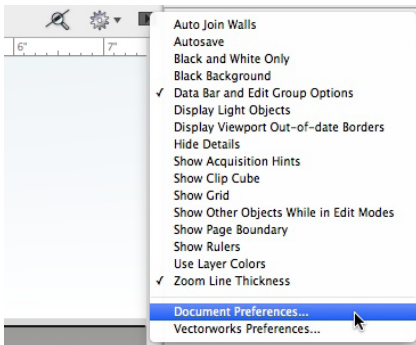 6"
7"
Auto Join Walls
Autosave
Black and White Only
Black Background
✓ Data Bar and Edit Group Options
Display Light Objects
Display Viewport Out-of-date Borders
Hide Details
Show Acquisition Hints
Show Clip Cube
Show Grid
Show Other Objects While in Edit Modes
Show Page Boundary
Show Rulers
Use Layer Colors
✓ Zoom Line Thickness
Document Preferences...
Vectorworks Preferences...